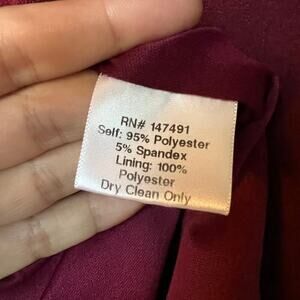 RN# 147491
Self: 95% Polyester
5% Spandex
Lining: 100%
Polyester
Dry Clean Only